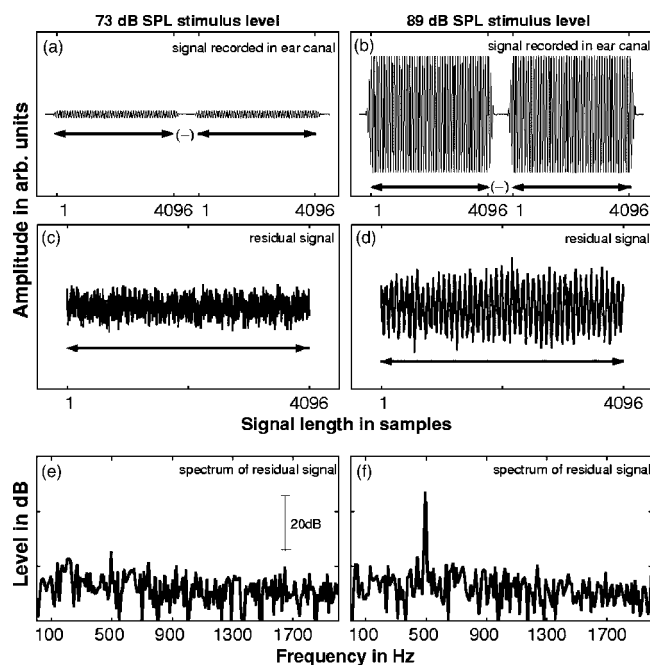 73 dB SPL stimulus level
89 dB SPL stimulus level
(a)
signal recorded in ear canal
(b)
signal recorded in ear canal
(−)
(−)
1
4096
1
4096
1
4096
1
4096
(c)
residual signal
(d)
residual signal
1
4096
1
4096
Amplitude in arb. units
Signal length in samples
(e)
spectrum of residual signal
(f)
spectrum of residual signal
20dB
Level in dB
100 500 900 1300 1700
100 500 900 1300 1700
Frequency in Hz